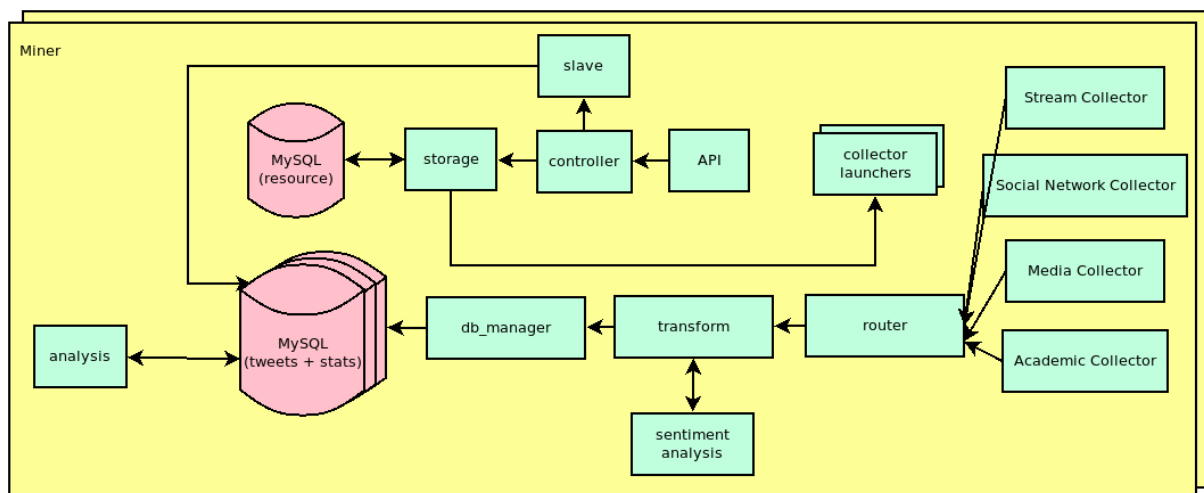 Miner
slave
Stream Collector
MySQL
(resource)
storage
controller
API
collector
launchers
Social Network Collector
Media Collector
MySQL
(tweets + stats)
db_manager
transform
router
analysis
Academic Collector
sentiment
analysis